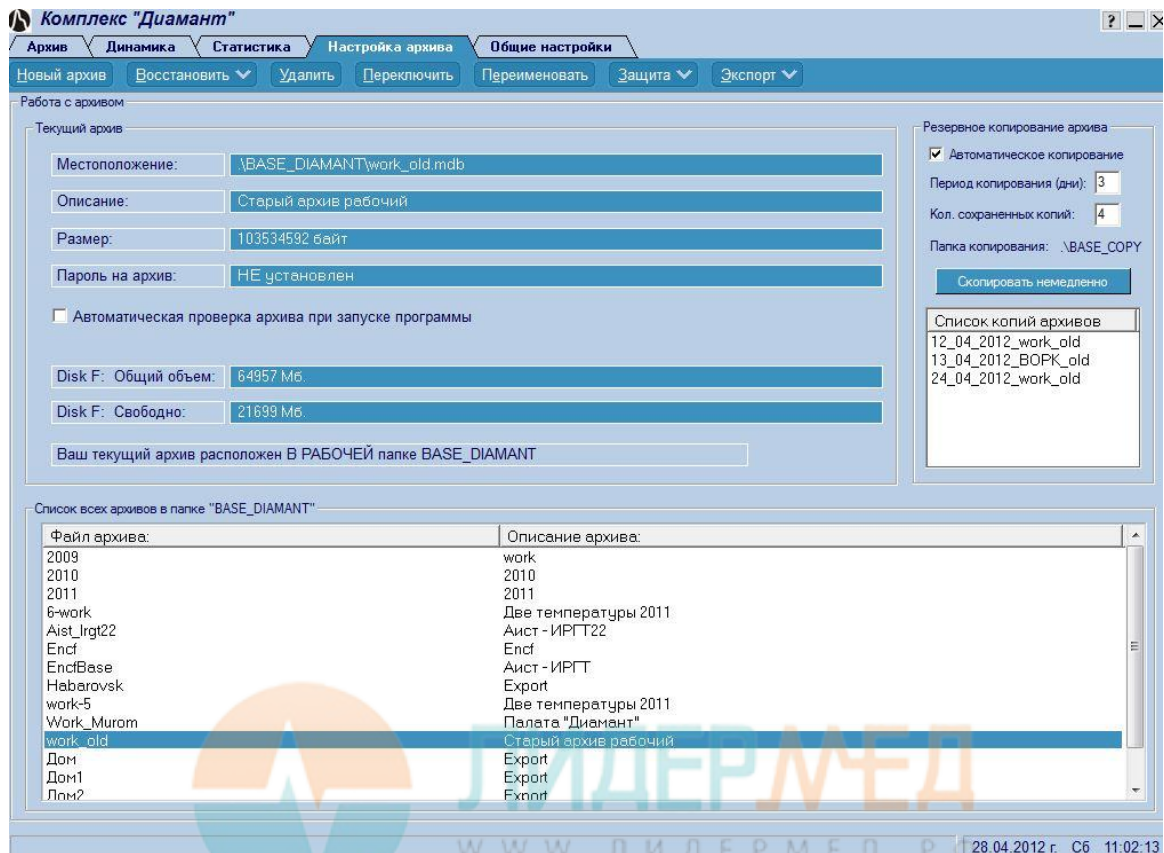 Комплекс "Диамант"
? _ X
Архив Динамика Статистика Настройка архива Общие настройки
Новый архив Восстановить Удалить Переключить Переименовать Защита Экспорт
Работа с архивом
Текущий архив
Местоположение: .\BASE_DIAMANT\work_old.mdb
Описание: Старый архив рабочий
Размер: 103534592 байт
Пароль на архив: НЕ установлен
Автоматическая проверка архива при запуске программы
Disk F: Общий объем: 64957 Мб.
Disk F: Свободно: 21699 Мб.
Ваш текущий архив расположен В РАБОЧЕЙ папке BASE_DIAMANT
Резервное копирование архива
Автоматическое копирование
Период копирования (дни): 3
Кол. сохраненных копий: 4
Папка копирования: .\BASE_COPY
Скопировать немедленно
Список копий архивов
12_04_2012_work_old
13_04_2012_ВОРК_old
24_04_2012_work_old
Список всех архивов в папке "BASE_DIAMANT"
Файл архива: Описание архива:
2009 work
2010 2010
2011 2011
6-work Две температуры 2011
Aist_Irgt22 Аист - ИРГТ22
Encf Encf
EncfBase Аист - ИРГТ
Habarovsk Export
work-5 Две температуры 2011
Work_Murom Палата "Диамант"
work_old Старый архив рабочий
Дом Export
Дом1 Export
Дом2 Export
ЛИДЕРМЕД
WWW.ЛИДЕРМЕД.РФ
28.04.2012 г. Сб 11:02:13